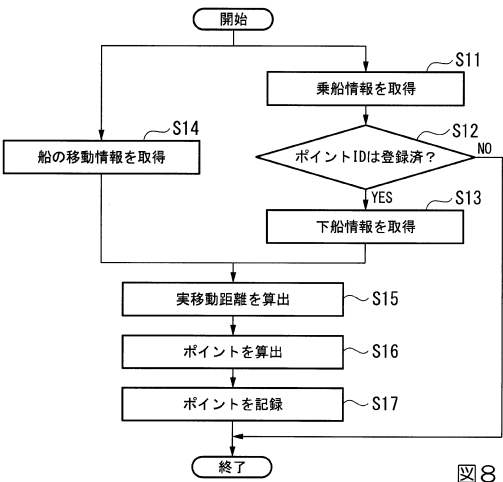 開始
S11
乗船情報を取得
S12
ポイントIDは登録済?
NO
S14
船の移動情報を取得
YES
S13
下船情報を取得
実移動距離を算出
S15
ポイントを算出
S16
ポイントを記録
S17
終了
図8